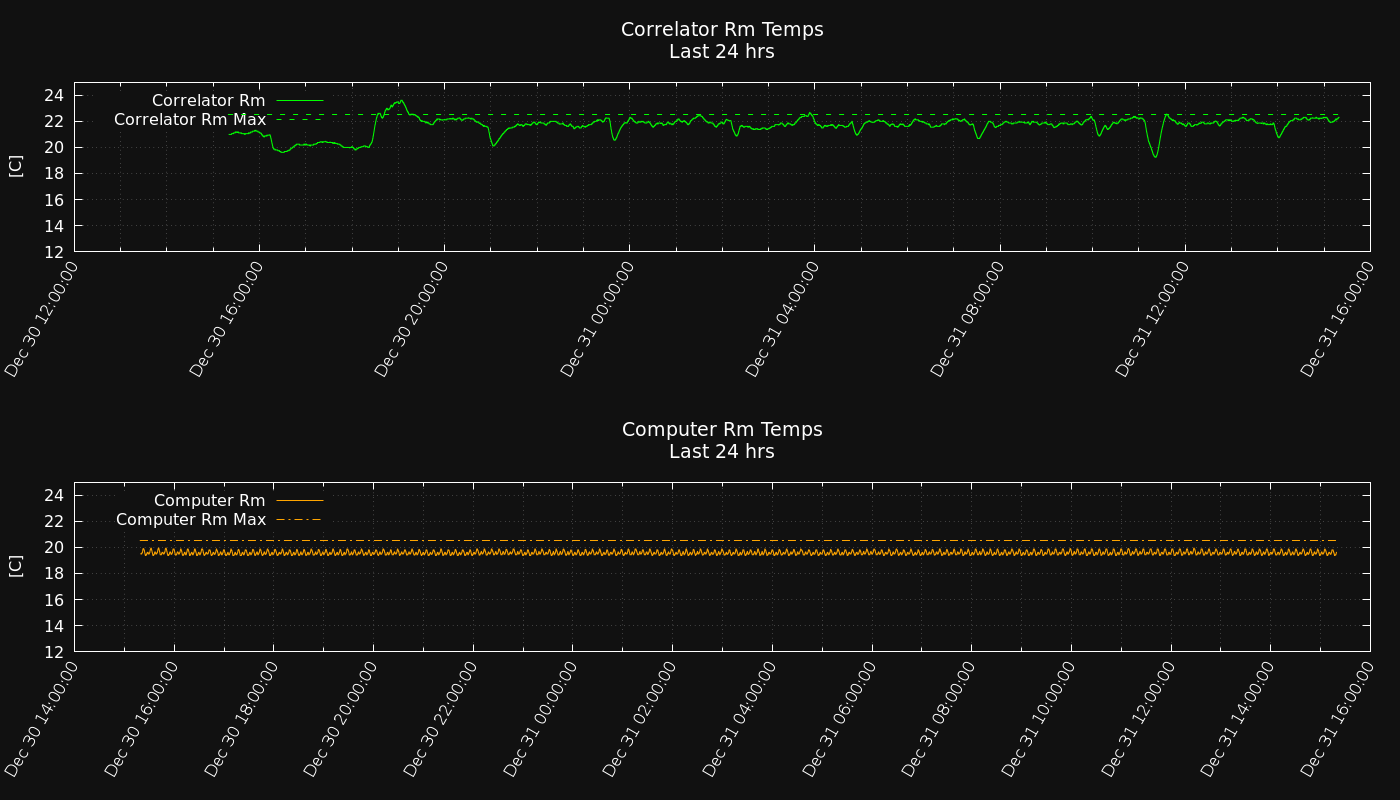 Correlator Rm Temps
Last 24 hrs
Correlator Rm
Correlator Rm Max
[C]
24
22
20
18
16
14
12
Dec 30 12:00:00
Dec 30 16:00:00
Dec 30 20:00:00
Dec 31 00:00:00
Dec 31 04:00:00
Dec 31 08:00:00
Dec 31 12:00:00
Dec 31 16:00:00
Computer Rm Temps
Last 24 hrs
Computer Rm
Computer Rm Max
[C]
24
22
20
18
16
14
12
Dec 30 14:00:00
Dec 30 16:00:00
Dec 30 18:00:00
Dec 30 20:00:00
Dec 30 22:00:00
Dec 31 00:00:00
Dec 31 02:00:00
Dec 31 04:00:00
Dec 31 06:00:00
Dec 31 08:00:00
Dec 31 10:00:00
Dec 31 12:00:00
Dec 31 14:00:00
Dec 31 16:00:00